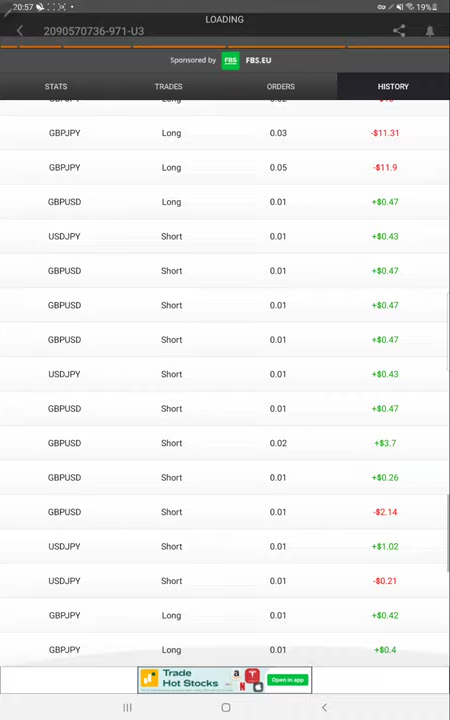 20:57 19%
LOADING
2090570736-971-U3
Sponsored by FBS FBS.EU
STATS TRADES ORDERS HISTORY
GBPJPY Long 0.02
GBPJPY Long 0.03 -$11.31
GBPJPY Long 0.05 -$11.9
GBPUSD Long 0.01 +$0.47
USDJPY Short 0.01 +$0.43
GBPUSD Short 0.01 +$0.47
GBPUSD Short 0.01 +$0.47
GBPUSD Short 0.01 +$0.47
USDJPY Short 0.01 +$0.43
GBPUSD Short 0.01 +$0.47
GBPUSD Short 0.02 +$3.7
GBPUSD Short 0.01 +$0.26
GBPUSD Short 0.01 -$2.14
USDJPY Short 0.01 +$1.02
USDJPY Short 0.01 -$0.21
GBPJPY Long 0.01 +$0.42
GBPJPY Long 0.01 +$0.4
Trade
Hot Stocks
Open in app